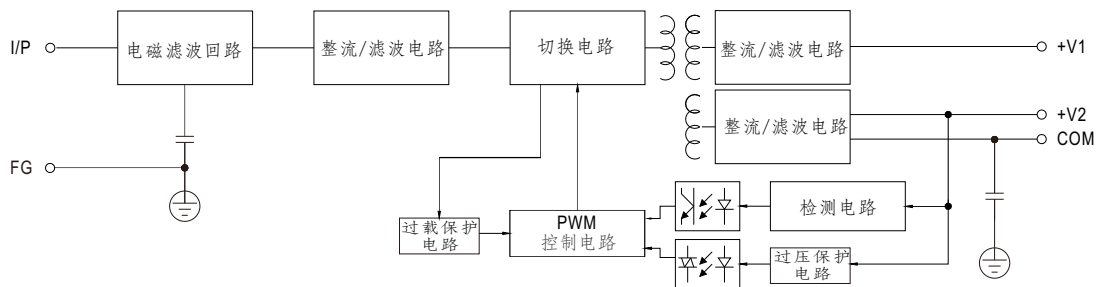 I/P
电磁滤波回路
整流/滤波电路
切换电路
整流/滤波电路
+V1
整流/滤波电路
+V2
COM
FG
过载保护
电路
PWM
控制电路
检测电路
过压保护
电路